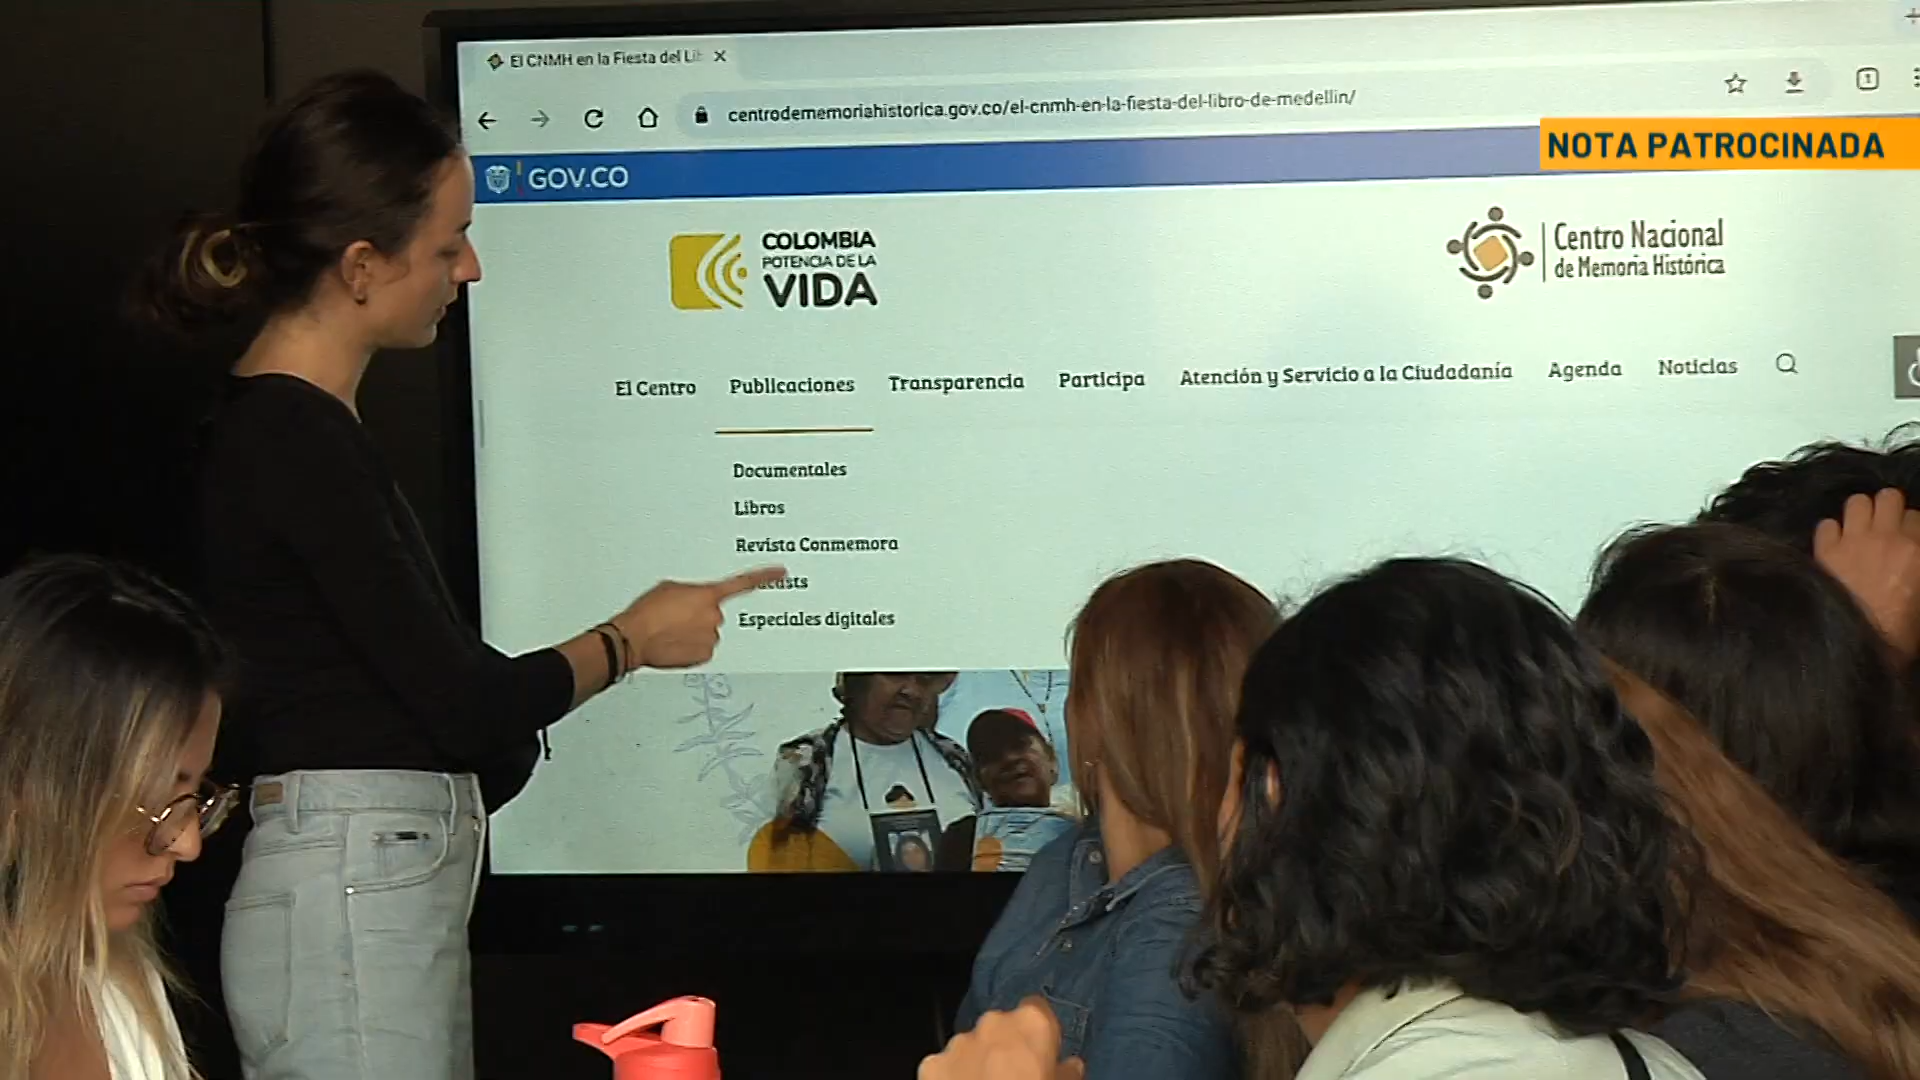 El CNMH en la Fiesta del Lib
centrodememoriahistorica.gov.co/el-cnmh-en-la-fiesta-del-libro-de-medellin/
1
NOTA PATROCINADA
GOV.CO
COLOMBIA
POTENCIA DE LA
VIDA
Centro Nacional
de Memoria Histórica
El Centro Publicaciones Transparencia Participa Atención y Servicio a la Ciudadanía Agenda Noticias
Documentales
Libros
Revista Conmemora
Especiales digitales